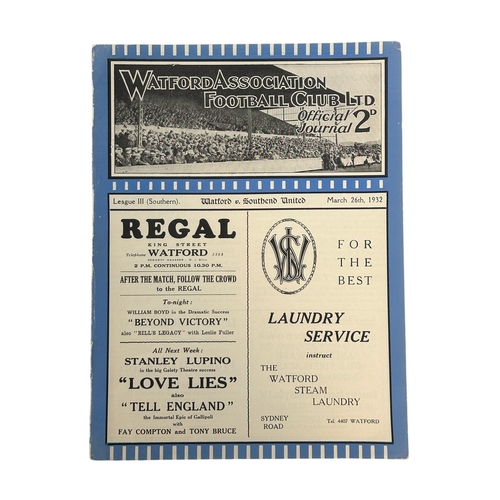 WATFORD ASSOCIATION
FOOTBALL CLUB LTD
Official
Journal 2D
League III (Southern). Watford v. Southend United March 26th, 1932
REGAL
KING STREET
Telephone WATFORD
2 P.M. CONTINUOUS 10.30 P.M.
AFTER THE MATCH, FOLLOW THE CROWD
to the REGAL
To-night:
WILLIAM BOYD in the Dramatic Success
"BEYOND VICTORY"
also "BILL'S LEGACY" with Leslie Fuller
All Next Week:
STANLEY LUPINO
in the big Gaiety Theatre success
"LOVE LIES"
also
"TELL ENGLAND"
the Immortal Epic of Gallipoli
with
FAY COMPTON and TONY BRUCE
FOR
THE
BEST
LAUNDRY
SERVICE
instruct
THE
WATFORD
STEAM
LAUNDRY
SYDNEY
ROAD
Tel. 4407 WATFORD